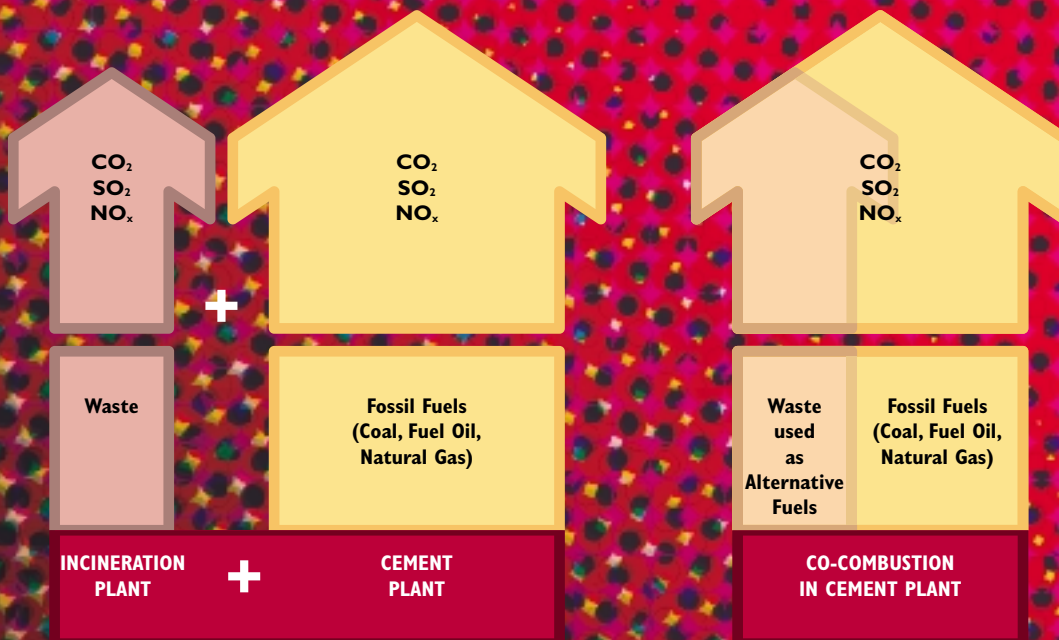 CO₂
SO₂
NOₓ
CO₂
SO₂
NOₓ
CO₂
SO₂
NOₓ
+
Waste
Fossil Fuels
(Coal, Fuel Oil,
Natural Gas)
Waste
used
as
Alternative
Fuels
Fossil Fuels
(Coal, Fuel Oil,
Natural Gas)
INCINERATION
PLANT
+
CEMENT
PLANT
CO-COMBUSTION
IN CEMENT PLANT